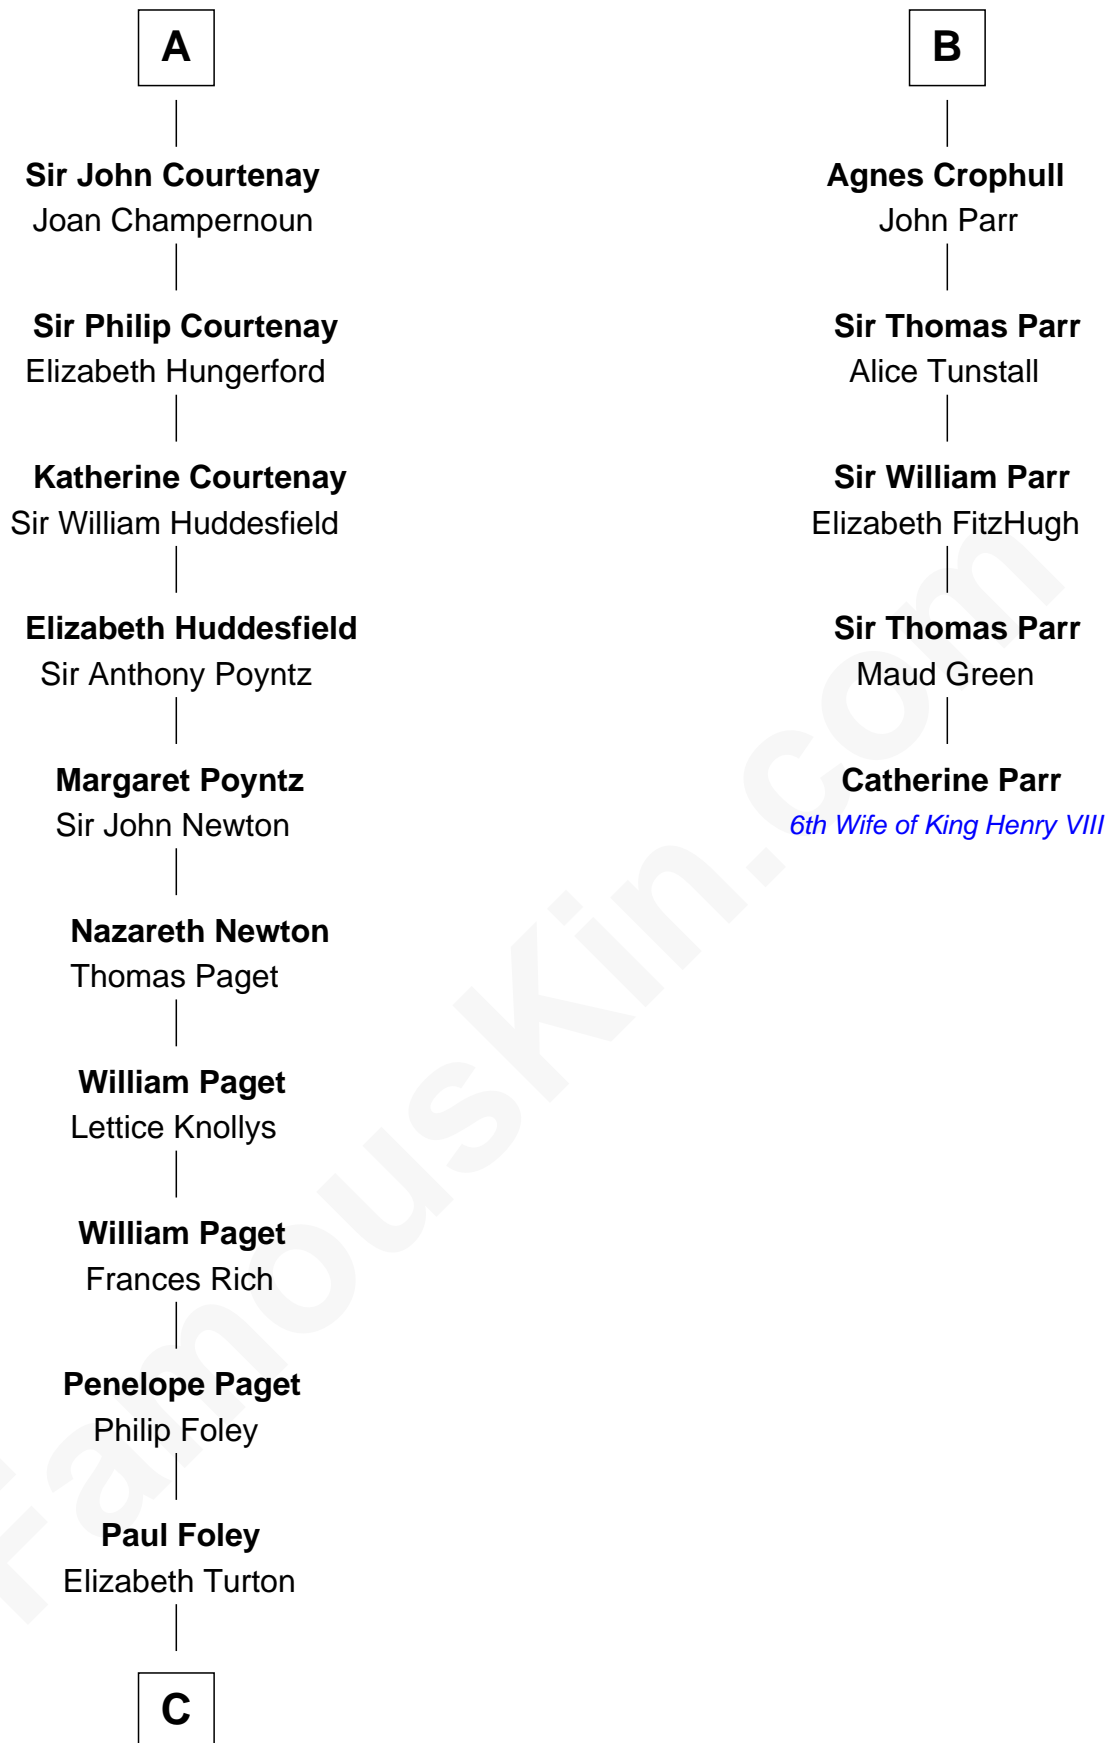 A
Sir John Courtenay
Joan Champernoun
Sir Philip Courtenay
Elizabeth Hungerford
Katherine Courtenay
Sir William Huddesfield
Elizabeth Huddesfield
Sir Anthony Poyntz
Margaret Poyntz
Sir John Newton
Nazareth Newton
Thomas Paget
William Paget
Lettice Knollys
William Paget
Frances Rich
Penelope Paget
Philip Foley
Paul Foley
Elizabeth Turton
C
B
Agnes Crophull
John Parr
Sir Thomas Parr
Alice Tunstall
Sir William Parr
Elizabeth FitzHugh
Sir Thomas Parr
Maud Green
Catherine Parr
6th Wife of King Henry VIII
FamousKin.com